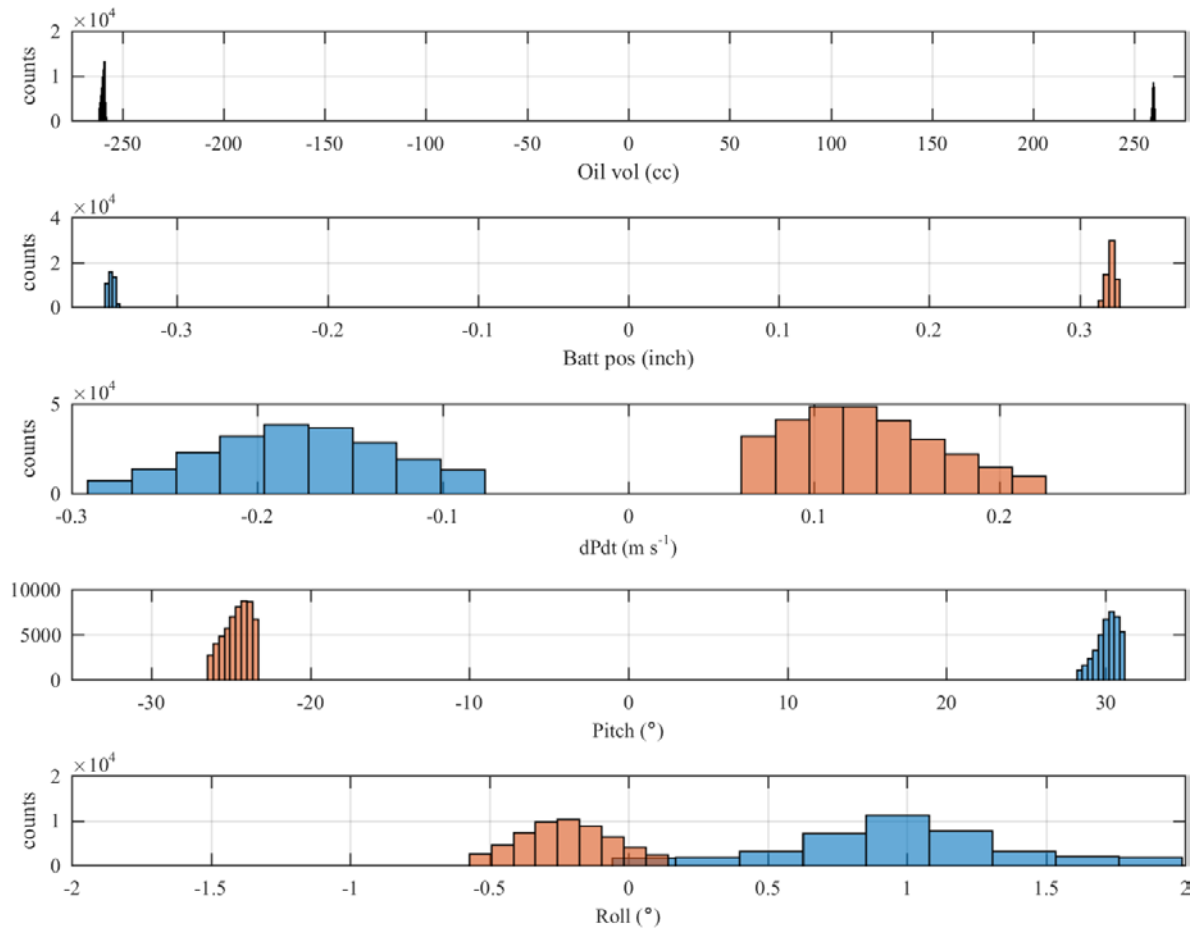 ×10⁴
counts
2
1
0
-250 -200 -150 -100 -50 0 50 100 150 200 250
Oil vol (cc)
×10⁴
counts
4
2
0
-0.3 -0.2 -0.1 0 0.1 0.2 0.3
Batt pos (inch)
×10⁴
counts
5
0
-0.3 -0.2 -0.1 0 0.1 0.2
dPdt (m s⁻¹)
10000
5000
0
-30 -20 -10 0 10 20 30
Pitch (°)
×10⁴
counts
2
1
0
-2 -1.5 -1 -0.5 0 0.5 1 1.5 2
Roll (°)